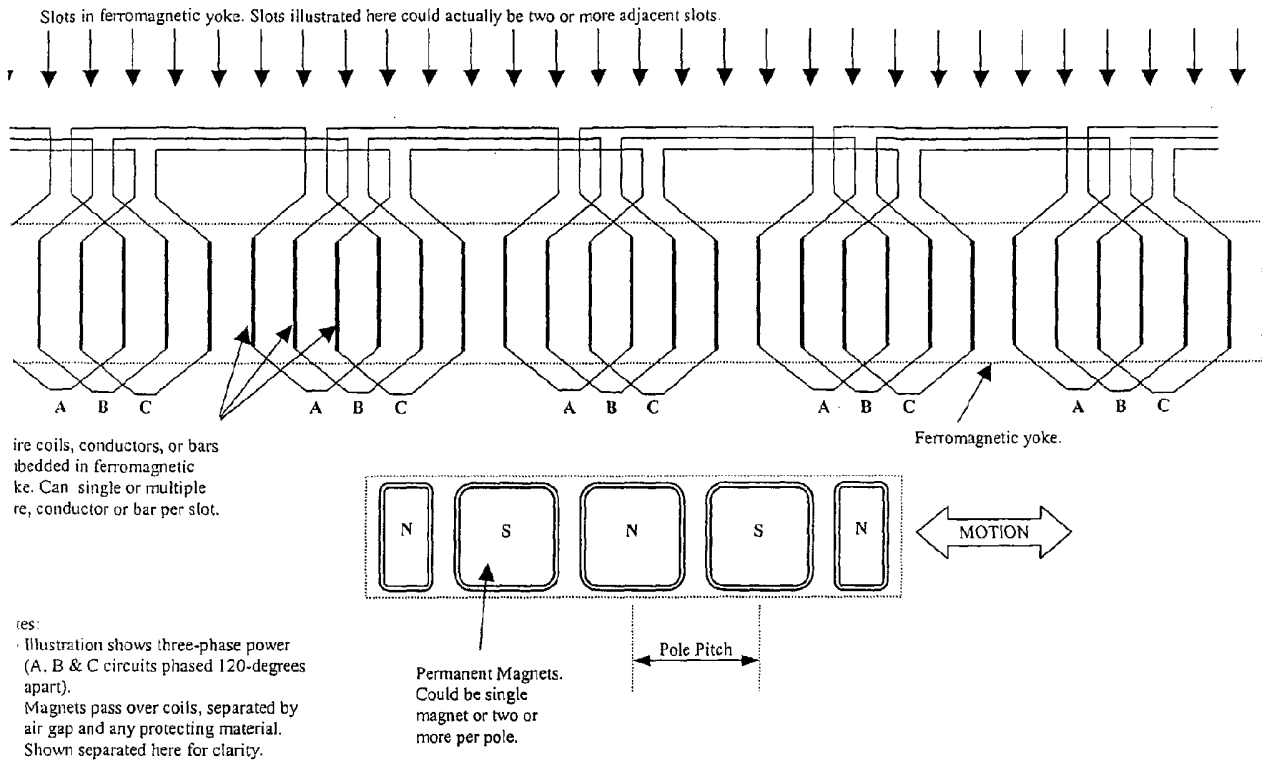 Slots in ferromagnetic yoke. Slots illustrated here could actually be two or more adjacent slots.
A B C
A B C
A B C
A B C
A B C
Ferromagnetic yoke.
ire coils, conductors, or bars
bedded in ferromagnetic
ke. Can single or multiple
re, conductor or bar per slot.
N
S
N
S
N
MOTION
Pole Pitch
Permanent Magnets.
Could be single
magnet or two or
more per pole.
tes:
Illustration shows three-phase power
(A, B & C circuits phased 120-degrees
apart).
Magnets pass over coils, separated by
air gap and any protecting material.
Shown separated here for clarity.